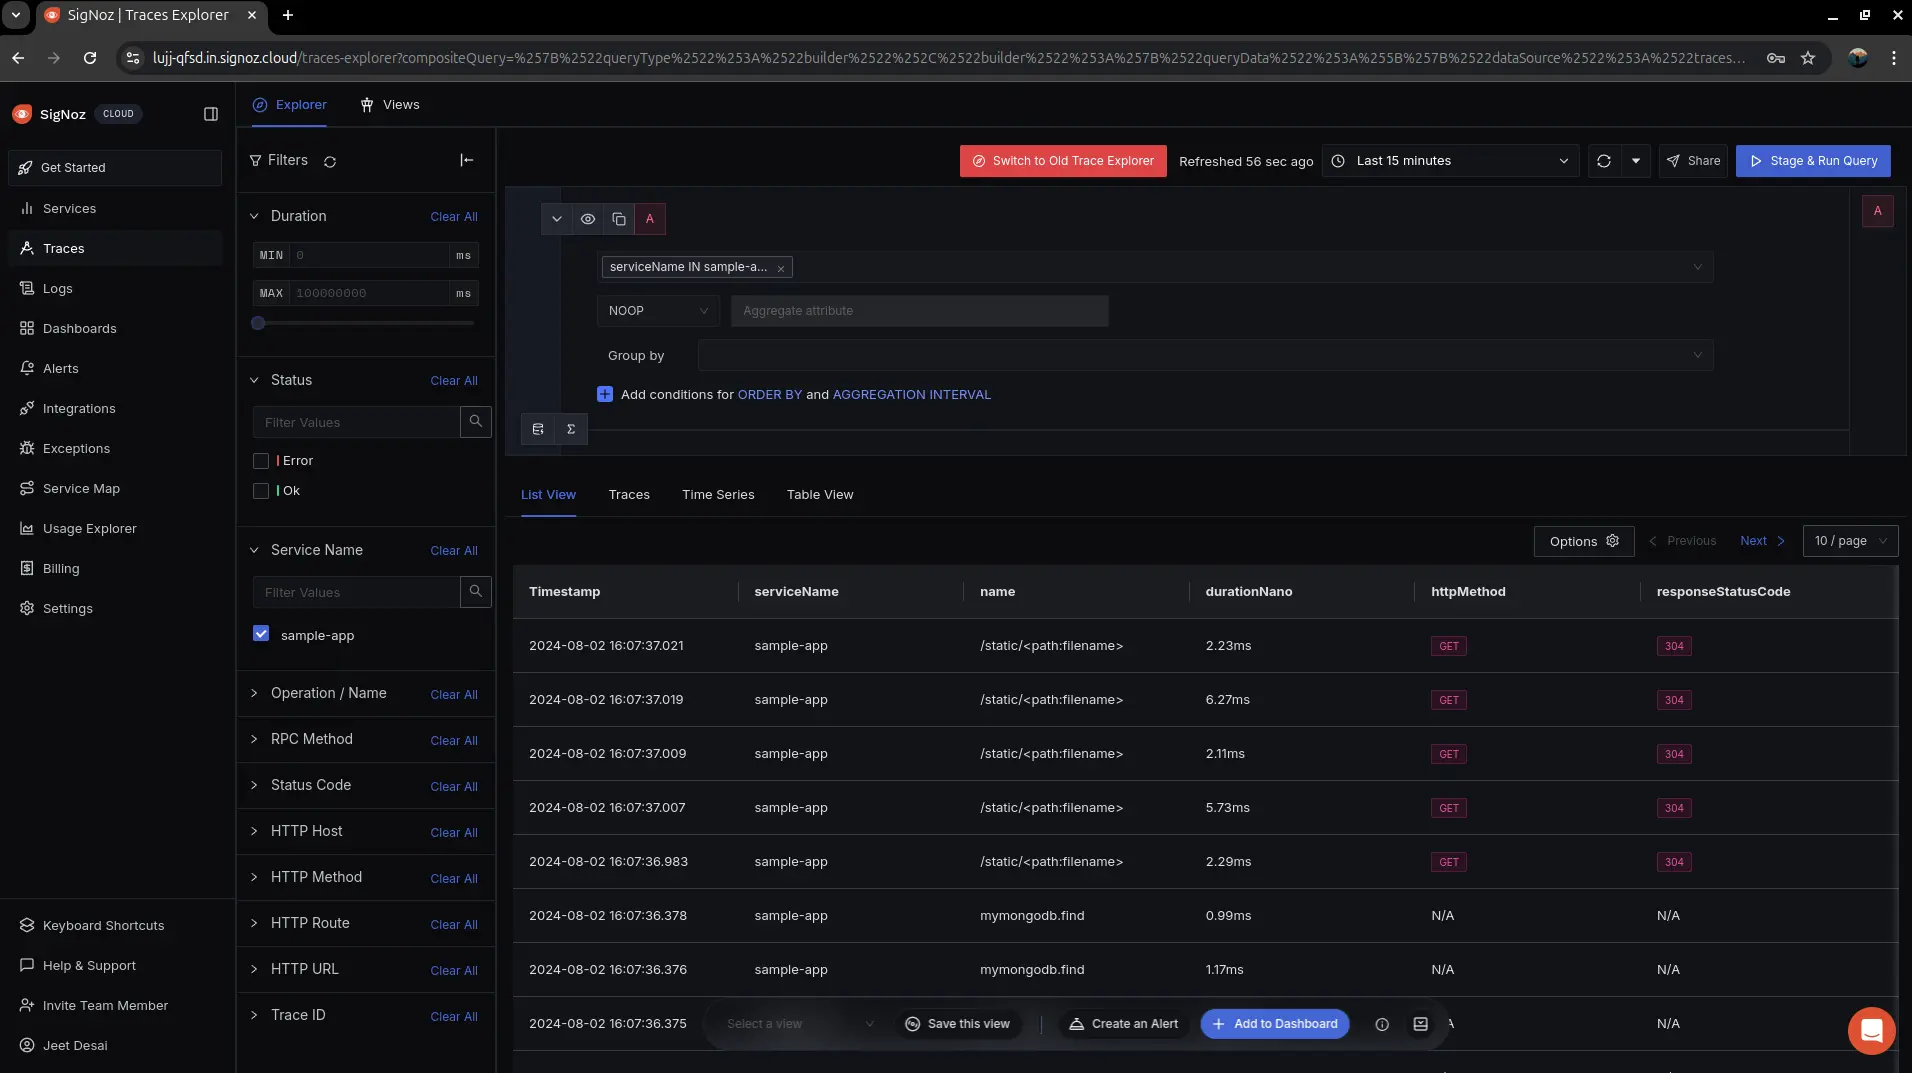 SigNoz | Traces Explorer
lujj-qfsd.in.signoz.cloud/traces-explorer?compositeQuery=%257B%2522queryType%2522%253A%2522builder%2522%252C%2522builder%2522%253A%257B%2522queryData%2522%253A%255B%257B%2522dataSource%2522%253A%2522traces...
SigNoz CLOUD
Get Started
Services
Traces
Logs
Dashboards
Alerts
Integrations
Exceptions
Service Map
Usage Explorer
Billing
Settings
Keyboard Shortcuts
Help & Support
Invite Team Member
Jeet Desai
Explorer Views
Filters
Duration Clear All
MIN 0 ms
MAX 100000000 ms
Status Clear All
Filter Values
Error
Ok
Service Name Clear All
Filter Values
sample-app
Operation / Name Clear All
RPC Method Clear All
Status Code Clear All
HTTP Host Clear All
HTTP Method Clear All
HTTP Route Clear All
HTTP URL Clear All
Trace ID Clear All
Switch to Old Trace Explorer Refreshed 56 sec ago Last 15 minutes Share Stage & Run Query
A A
serviceName IN sample-a...
NOOP Aggregate attribute
Group by
Add conditions for ORDER BY and AGGREGATION INTERVAL
List View Traces Time Series Table View
Options Previous Next 10 / page
Timestamp serviceName name durationNano httpMethod responseStatusCode
2024-08-02 16:07:37.021 sample-app /static/<path:filename> 2.23ms GET 304
2024-08-02 16:07:37.019 sample-app /static/<path:filename> 6.27ms GET 304
2024-08-02 16:07:37.009 sample-app /static/<path:filename> 2.11ms GET 304
2024-08-02 16:07:37.007 sample-app /static/<path:filename> 5.73ms GET 304
2024-08-02 16:07:36.983 sample-app /static/<path:filename> 2.29ms GET 304
2024-08-02 16:07:36.378 sample-app mymongodb.find 0.99ms N/A N/A
2024-08-02 16:07:36.376 sample-app mymongodb.find 1.17ms N/A N/A
2024-08-02 16:07:36.375 N/A
Select a view Save this view Create an Alert Add to Dashboard